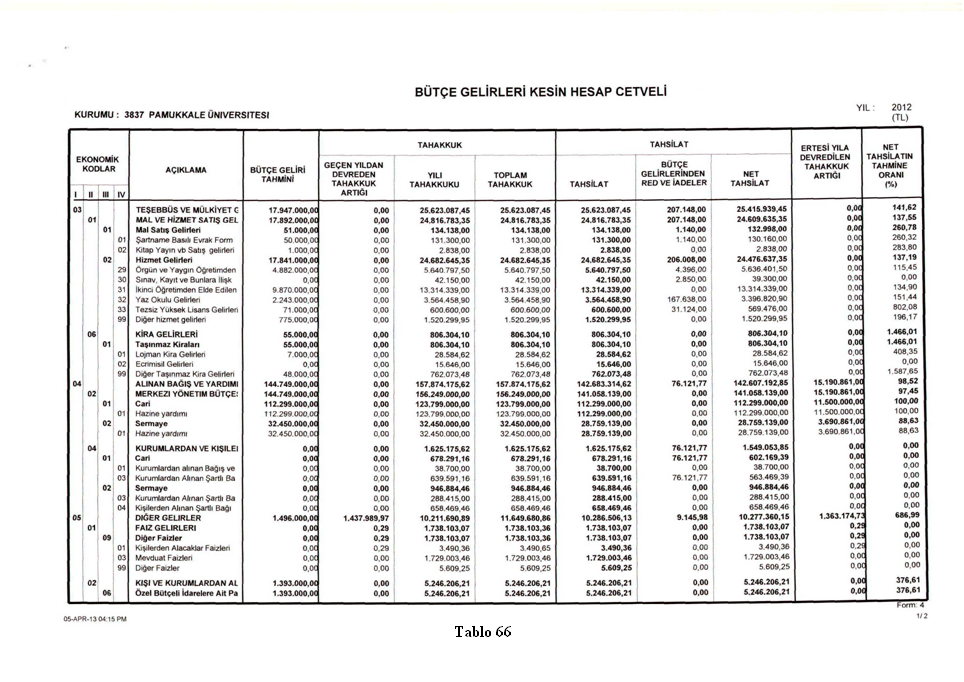 BÜTÇE GELİRLERİ KESİN HESAP CETVELİ
KURUMU : 3837 PAMUKKALE ÜNİVERSITESI
YIL : 2012
(TL)
TAHAKKUK TAHSİLAT
EKONOMİK KODLAR AÇIKLAMA BÜTÇE GELİRİ TAHMİNİ GEÇEN YILDAN DEVREDEN TAHAKKUK ARTIĞI YILI TAHAKKUKU TOPLAM TAHAKKUK TAHSİLAT BÜTÇE GELİRLERİNDEN RED VE İADELER NET TAHSİLAT ERTESİ YILA DEVREDİLEN TAHAKKUK ARTIĞI NET TAHSİLATIN TAHMİNE ORANI (%)
I II III IV
03 TEŞEBBÜS VE MÜLKİYET G 17.947.000,00 0,00 25.623.087,45 25.623.087,45 25.623.087,45 207.148,00 25.415.939,45 0,00 141,62
01 MAL VE HİZMET SATIŞ GEL 17.892.000,00 0,00 24.816.783,35 24.816.783,35 24.816.783,35 207.148,00 24.609.635,35 0,00 137,55
01 Mal Satış Gelirleri 51.000,00 0,00 134.138,00 134.138,00 134.138,00 1.140,00 132.998,00 0,00 260,78
01 Şartname Basılı Evrak Form 50.000,00 0,00 131.300,00 131.300,00 131.300,00 1.140,00 130.160,00 0,00 260,32
02 Kitap Yayın vb Satış gelirleri 1.000,00 0,00 2.838,00 2.838,00 2.838,00 0,00 2.838,00 0,00 283,80
02 Hizmet Gelirleri 17.841.000,00 0,00 24.682.645,35 24.682.645,35 24.682.645,35 206.008,00 24.476.637,35 0,00 137,19
29 Örgün ve Yaygın Öğretimden 4.882.000,00 0,00 5.640.797,50 5.640.797,50 5.640.797,50 4.396,00 5.636.401,50 0,00 115,45
30 Sınav, Kayıt ve Bunlara İlişk 0,00 0,00 42.150,00 42.150,00 42.150,00 2.850,00 39.300,00 0,00 0,00
31 İkinci Öğretimden Elde Edilen 9.870.000,00 0,00 13.314.339,00 13.314.339,00 13.314.339,00 0,00 13.314.339,00 0,00 134,90
32 Yaz Okulu Gelirleri 2.243.000,00 0,00 3.564.458,90 3.564.458,90 3.564.458,90 167.638,00 3.396.820,90 0,00 151,44
33 Tezsiz Yüksek Lisans Gelirleri 71.000,00 0,00 600.600,00 600.600,00 600.600,00 31.124,00 569.476,00 0,00 802,08
99 Diğer hizmet gelirleri 775.000,00 0,00 1.520.299,95 1.520.299,95 1.520.299,95 0,00 1.520.299,95 0,00 196,17
06 KİRA GELİRLERİ 55.000,00 0,00 806.304,10 806.304,10 806.304,10 0,00 806.304,10 0,00 1.466,01
01 Taşınmaz Kiraları 55.000,00 0,00 806.304,10 806.304,10 806.304,10 0,00 806.304,10 0,00 1.466,01
01 Lojman Kira Gelirleri 7.000,00 0,00 28.584,62 28.584,62 28.584,62 0,00 28.584,62 0,00 408,35
02 Ecrimisil Gelirleri 0,00 0,00 15.646,00 15.646,00 15.646,00 0,00 15.646,00 0,00 0,00
99 Diğer Taşınmaz Kira Gelirleri 48.000,00 0,00 762.073,48 762.073,48 762.073,48 0,00 762.073,48 0,00 1.587,65
04 ALINAN BAĞIŞ VE YARDIMI 144.749.000,00 0,00 157.874.175,62 157.874.175,62 142.683.314,62 76.121,77 142.607.192,85 15.190.861,00 98,52
02 MERKEZİ YÖNETİM BÜTÇE: 144.749.000,00 0,00 156.249.000,00 156.249.000,00 141.058.139,00 0,00 141.058.139,00 15.190.861,00 97,45
01 Cari 112.299.000,00 0,00 123.799.000,00 123.799.000,00 112.299.000,00 0,00 112.299.000,00 11.500.000,00 100,00
01 Hazine yardımı 112.299.000,00 0,00 123.799.000,00 123.799.000,00 112.299.000,00 0,00 112.299.000,00 11.500.000,00 100,00
02 Sermaye 32.450.000,00 0,00 32.450.000,00 32.450.000,00 28.759.139,00 0,00 28.759.139,00 3.690.861,00 88,63
01 Hazine yardımı 32.450.000,00 0,00 32.450.000,00 32.450.000,00 28.759.139,00 0,00 28.759.139,00 3.690.861,00 88,63
04 KURUMLARDAN VE KIŞILEI 0,00 0,00 1.625.175,62 1.625.175,62 1.625.175,62 76.121,77 1.549.053,85 0,00 0,00
01 Cari 0,00 0,00 678.291,16 678.291,16 678.291,16 76.121,77 602.169,39 0,00 0,00
01 Kurumlardan alınan Bağış ve 0,00 0,00 38.700,00 38.700,00 38.700,00 0,00 38.700,00 0,00 0,00
03 Kurumlardan Alınan Şartlı Ba 0,00 0,00 639.591,16 639.591,16 639.591,16 76.121,77 563.469,39 0,00 0,00
02 Sermaye 0,00 0,00 946.884,46 946.884,46 946.884,46 0,00 946.884,46 0,00 0,00
03 Kurumlardan Alınan Şartlı Ba 0,00 0,00 288.415,00 288.415,00 288.415,00 0,00 288.415,00 0,00 0,00
04 Kişilerden Alınan Şartlı Bağı 0,00 0,00 658.469,46 658.469,46 658.469,46 0,00 658.469,46 0,00 0,00
05 DIĞER GELIRLER 1.496.000,00 1.437.989,97 10.211.690,89 11.649.680,86 10.286.506,13 9.145,98 10.277.360,15 1.363.174,73 686,99
01 FAIZ GELIRLERI 0,00 0,29 1.738.103,07 1.738.103,36 1.738.103,07 0,00 1.738.103,07 0,29 0,00
09 Diğer Faizler 0,00 0,29 1.738.103,07 1.738.103,36 1.738.103,07 0,00 1.738.103,07 0,29 0,00
01 Kişilerden Alacaklar Faizleri 0,00 0,29 3.490,36 3.490,65 3.490,36 0,00 3.490,36 0,29 0,00
03 Mevduat Faizleri 0,00 0,00 1.729.003,46 1.729.003,46 1.729.003,46 0,00 1.729.003,46 0,00 0,00
99 Diğer Faizler 0,00 0,00 5.609,25 5.609,25 5.609,25 0,00 5.609,25 0,00 0,00
02 KIŞI VE KURUMLARDAN AL 1.393.000,00 0,00 5.246.206,21 5.246.206,21 5.246.206,21 0,00 5.246.206,21 0,00 376,61
06 Özel Bütçeli İdarelere Ait Pa 1.393.000,00 0,00 5.246.206,21 5.246.206,21 5.246.206,21 0,00 5.246.206,21 0,00 376,61
Form: 4
05-APR-13 04:15 PM 1/ 2
Tablo 66